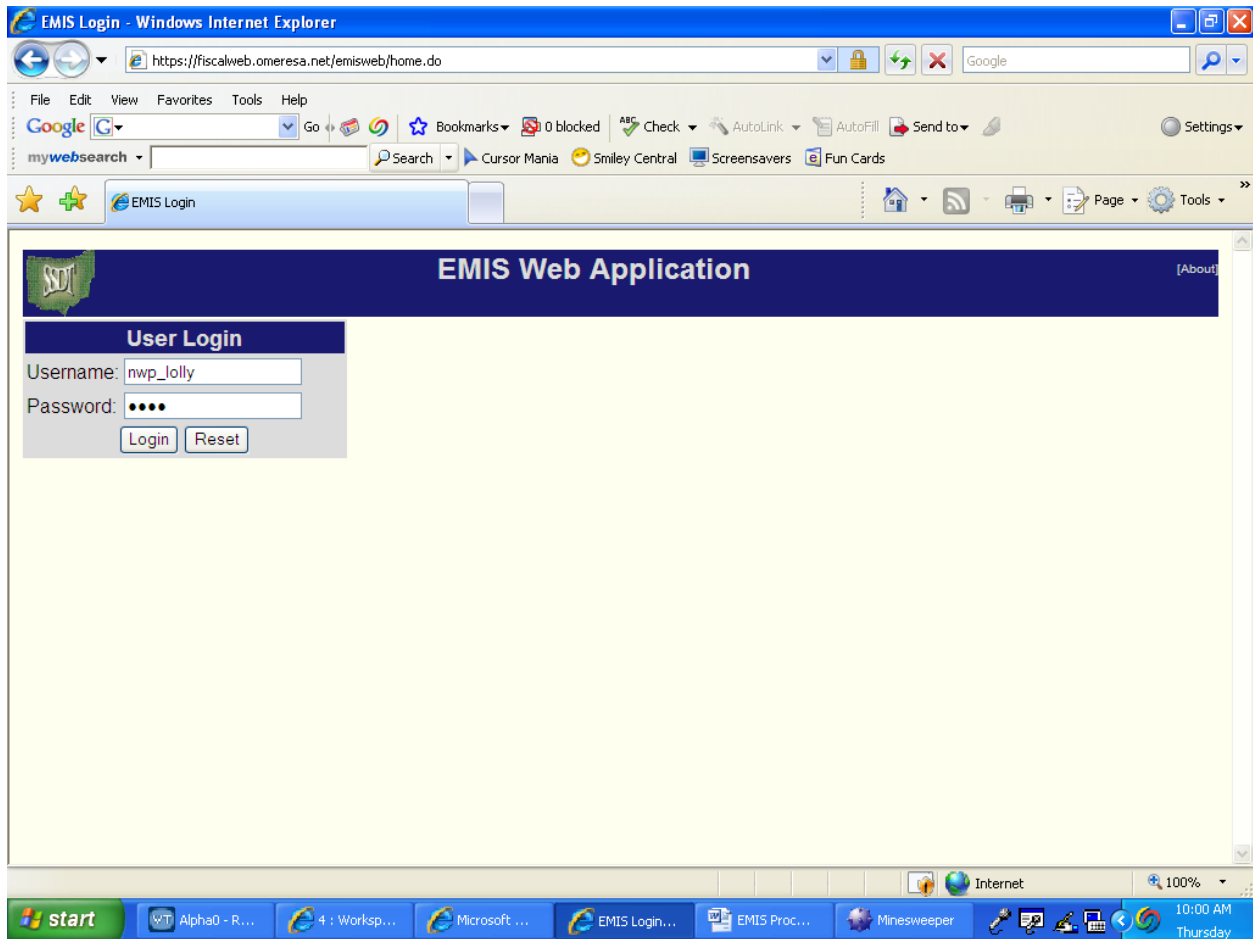 EMIS Login - Windows Internet Explorer
https://fiscalweb.omeresa.net/emisweb/home.do
Google
File Edit View Favorites Tools Help
Google G Go Bookmarks 0 blocked ABC Check AutoLink AutoFill Send to Settings
mywebsearch Search Cursor Mania Smiley Central Screensavers Fun Cards
EMIS Login Page Tools »
SSDT EMIS Web Application [About]
User Login
Username: nwp_lolly
Password: ••••
Login Reset
Internet 100%
start Alpha0 - R... 4 : Worksp... Microsoft ... EMIS Login... EMIS Proc... Minesweeper 10:00 AM
Thursday